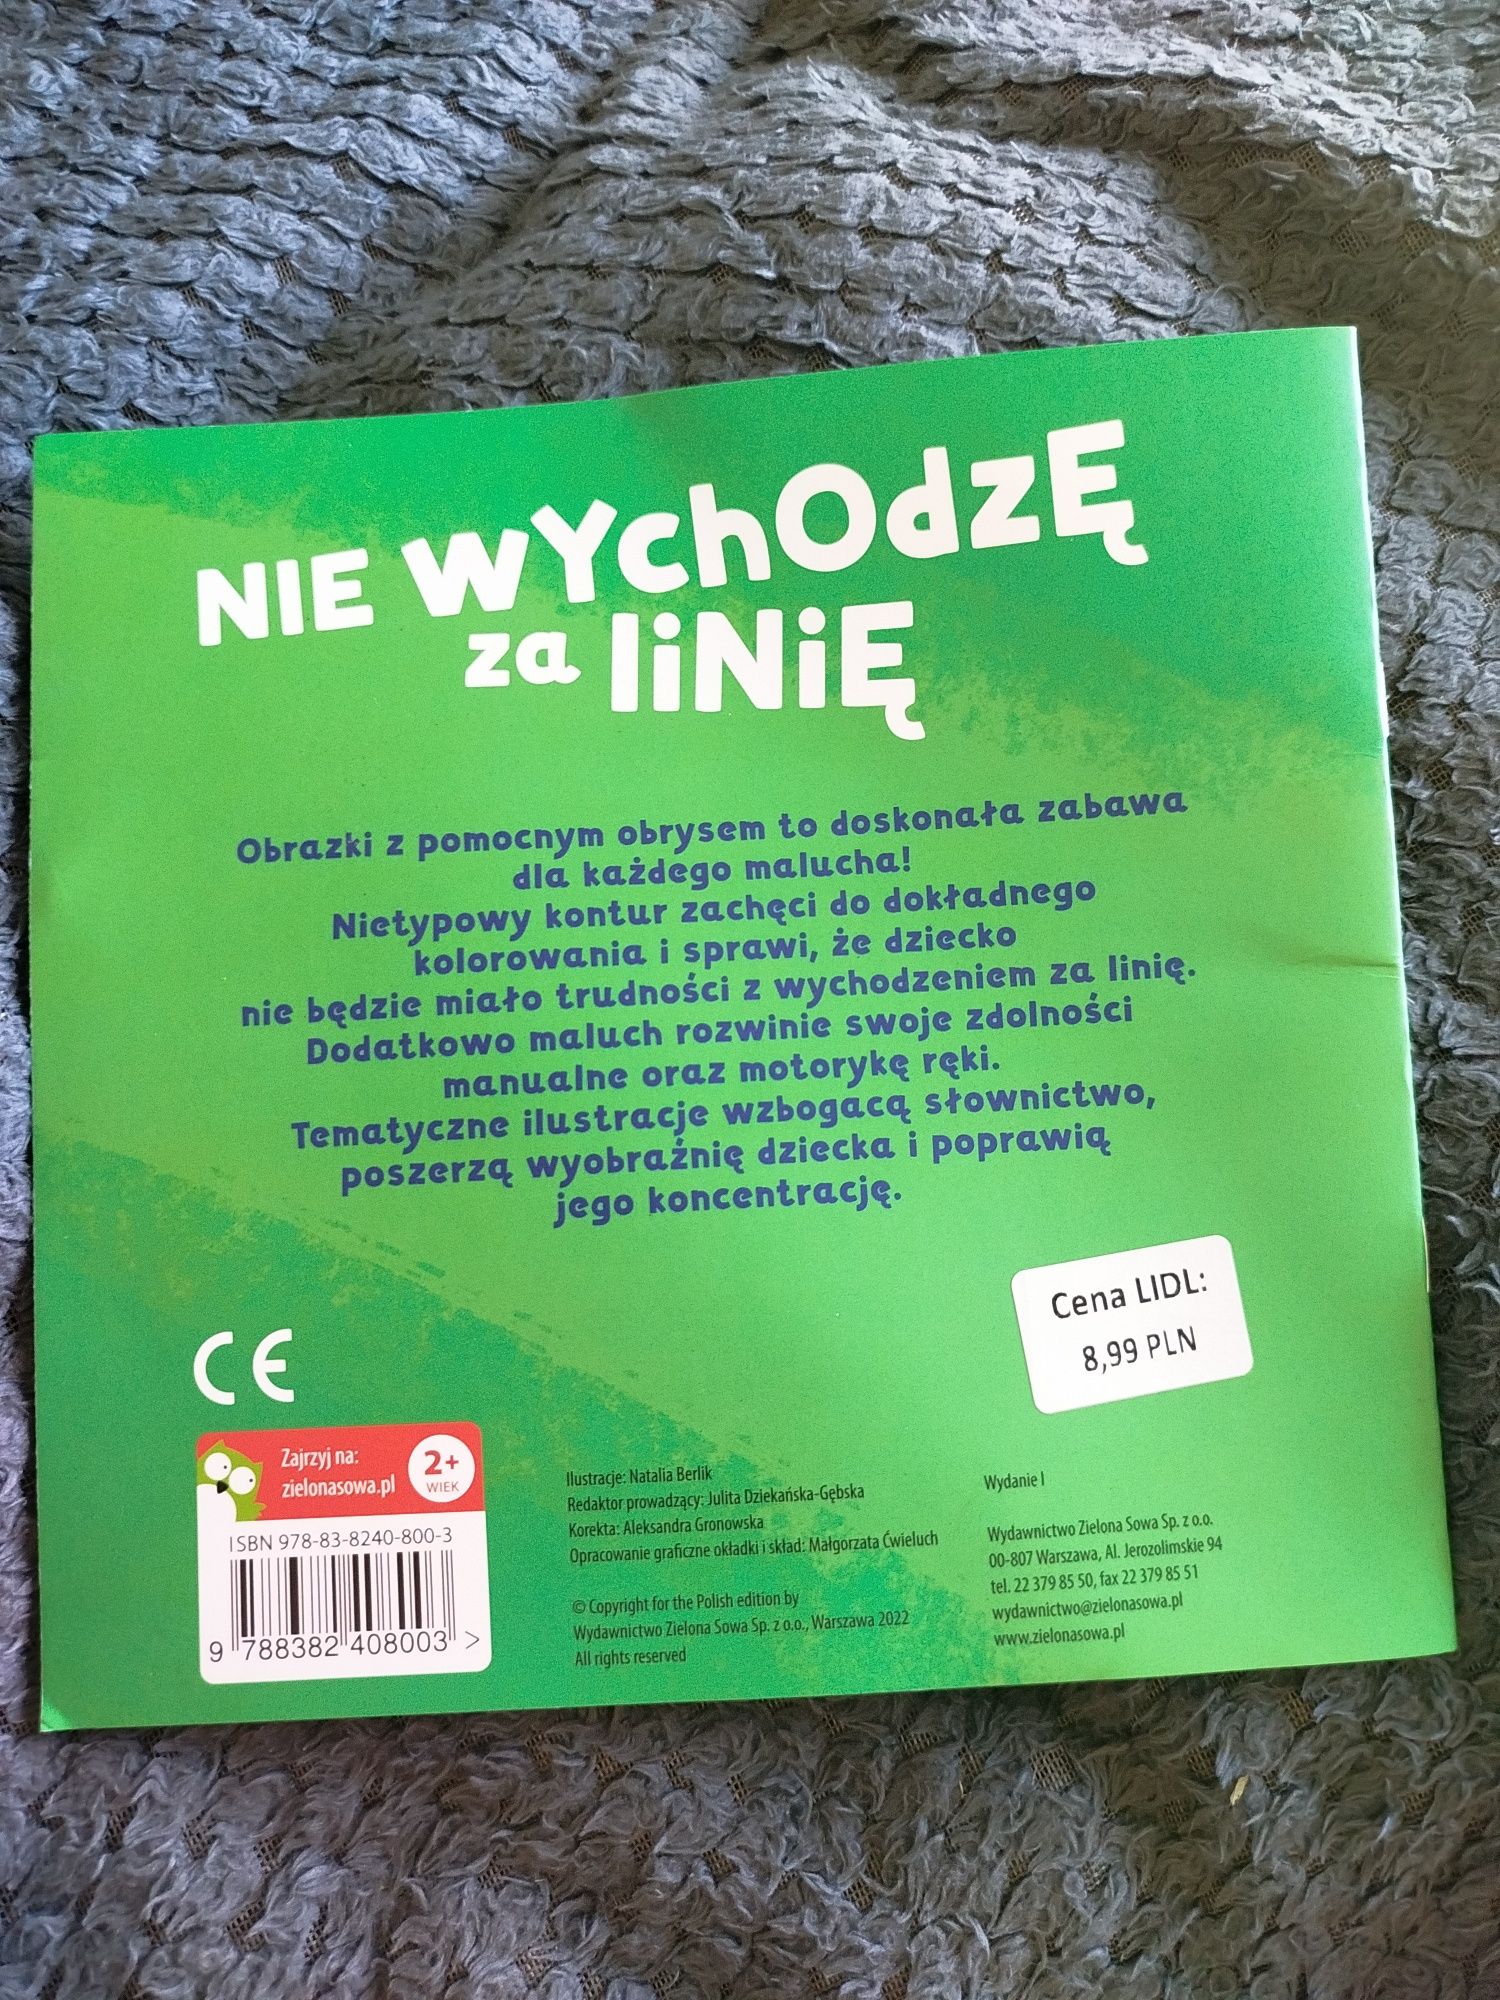 NIE WYchOdzĘ
za liNiĘ
Obrazki z pomocnym obrysem to doskonała zabawa
dla każdego malucha!
Nietypowy kontur zachęci do dokładnego
kolorowania i sprawi, że dziecko
nie będzie miało trudności z wychodzeniem za linię.
Dodatkowo maluch rozwinie swoje zdolności
manualne oraz motorykę ręki.
Tematyczne ilustracje wzbogacą słownictwo,
poszerzą wyobraźnię dziecka i poprawią
jego koncentrację.
Cena LIDL:
8,99 PLN
CE
Zajrzyj na:
zielonasowa.pl
2+
WIEK
ISBN 978-83-8240-800-3
9 788382 408003 >
Ilustracje: Natalia Berlik
Redaktor prowadzący: Julita Dziekańska-Gębska
Korekta: Aleksandra Gronowska
Opracowanie graficzne okładki i skład: Małgorzata Ćwieluch
© Copyright for the Polish edition by
Wydawnictwo Zielona Sowa Sp. z o.o., Warszawa 2022
All rights reserved
Wydanie I
Wydawnictwo Zielona Sowa Sp. z o.o.
00-807 Warszawa, Al. Jerozolimskie 94
tel. 22 379 85 50, fax 22 379 85 51
wydawnictwo@zielonasowa.pl
www.zielonasowa.pl